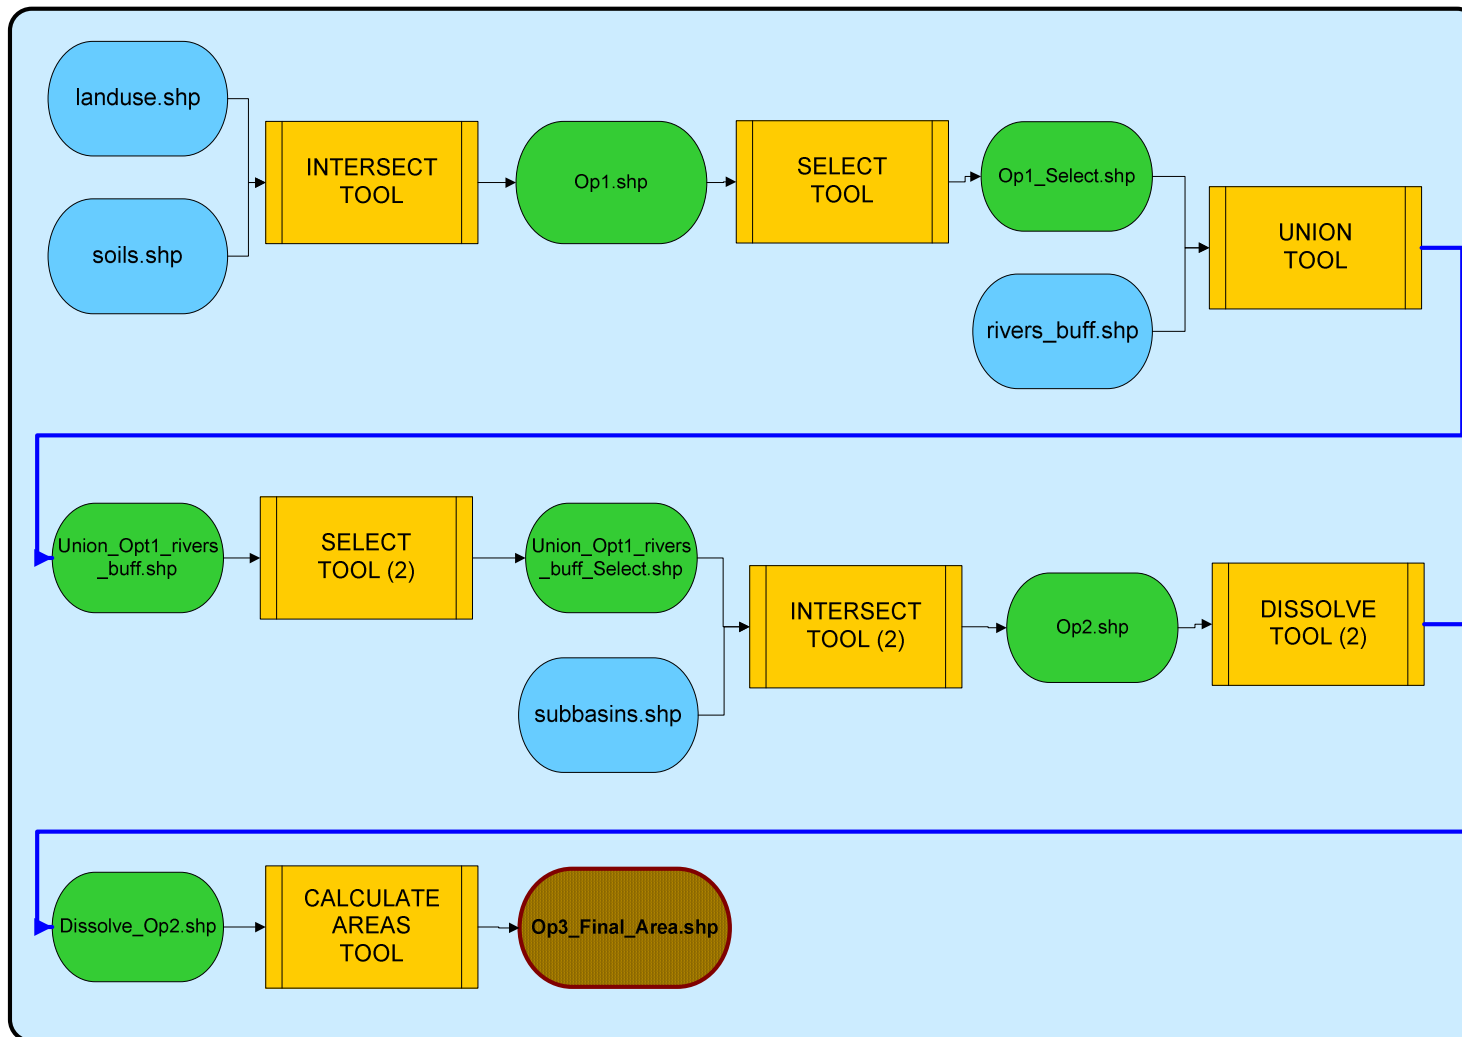 landuse.shp
soils.shp
INTERSECT
TOOL
Op1.shp
SELECT
TOOL
Op1_Select.shp
rivers_buff.shp
UNION
TOOL
Union_Opt1_rivers
_buff.shp
SELECT
TOOL (2)
Union_Opt1_rivers
_buff_Select.shp
subbasins.shp
INTERSECT
TOOL (2)
Op2.shp
DISSOLVE
TOOL (2)
Dissolve_Op2.shp
CALCULATE
AREAS
TOOL
Op3_Final_Area.shp